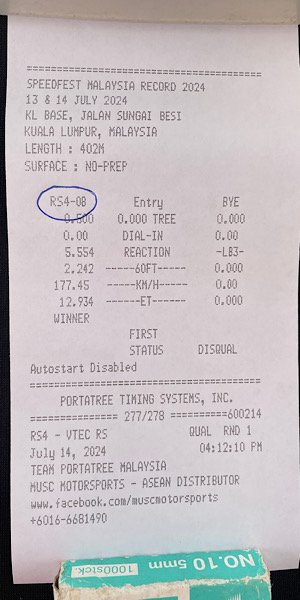 ================================
SPEEDFEST MALAYSIA RECORD 2024
13 & 14 JULY 2024
KL BASE, JALAN SUNGAI BESI
KUALA LUMPUR, MALAYSIA
LENGTH : 402M
SURFACE : NO-PREP
================================
RS4-08 Entry BYE
0.500 0.000 TREE 0.000
0.00 DIAL-IN 0.00
5.554 REACTION -L83-
2.242 ------60FT------ 0.000
177.45 ------KM/H------ 0.00
12.934 -------ET------- 0.000
WINNER
FIRST
STATUS DISQUAL
Autostart Disabled
================================
PORTATREE TIMING SYSTEMS, INC.
============ 277/278 ==========600214
RS4 - VTEC RS QUAL RND 1
July 14, 2024 04:12:10 PM
TEAM PORTATREE MALAYSIA
MUSC MOTORSPORTS - ASEAN DISTRIBUTOR
www.facebook.com/muscmotorsports
+6016-6681490
NO.10 5mm
1000stck.